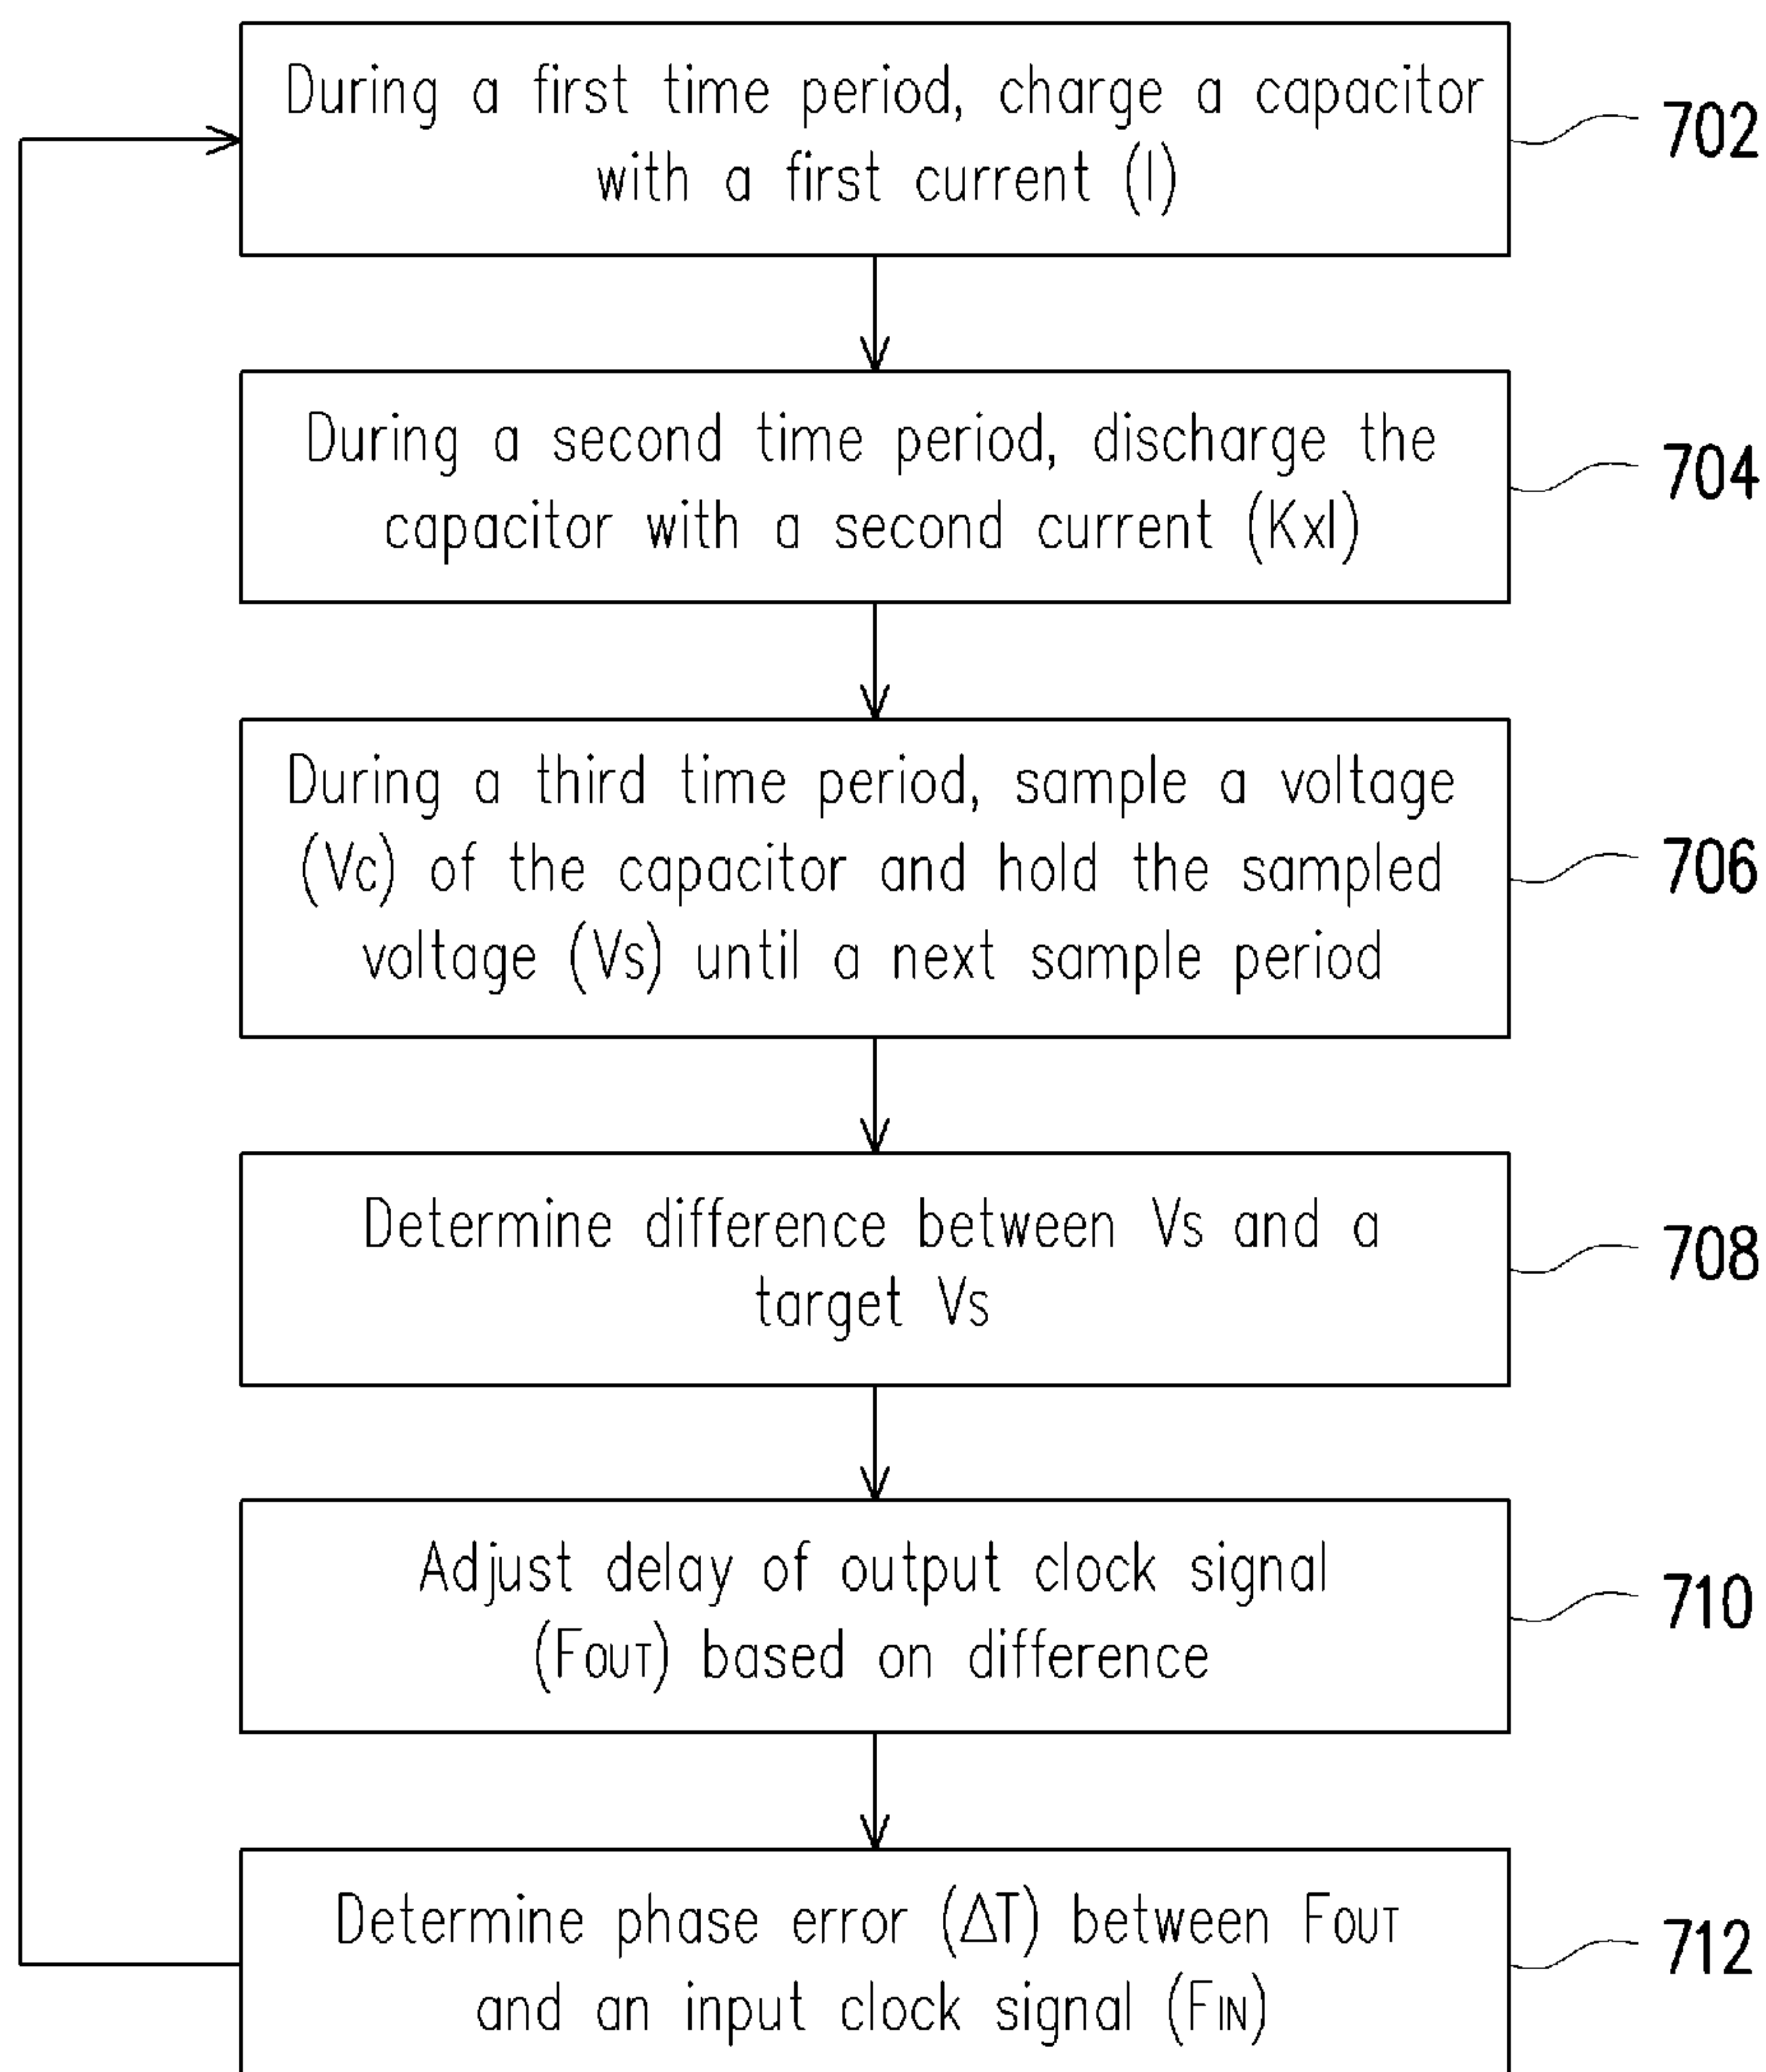 During a first time period, charge a capacitor
with a first current (I)
702
During a second time period, discharge the
capacitor with a second current (KxI)
704
During a third time period, sample a voltage
(Vc) of the capacitor and hold the sampled
voltage (Vs) until a next sample period
706
Determine difference between Vs and a
target Vs
708
Adjust delay of output clock signal
(FOUT) based on difference
710
Determine phase error (ΔT) between FOUT
and an input clock signal (FIN)
712